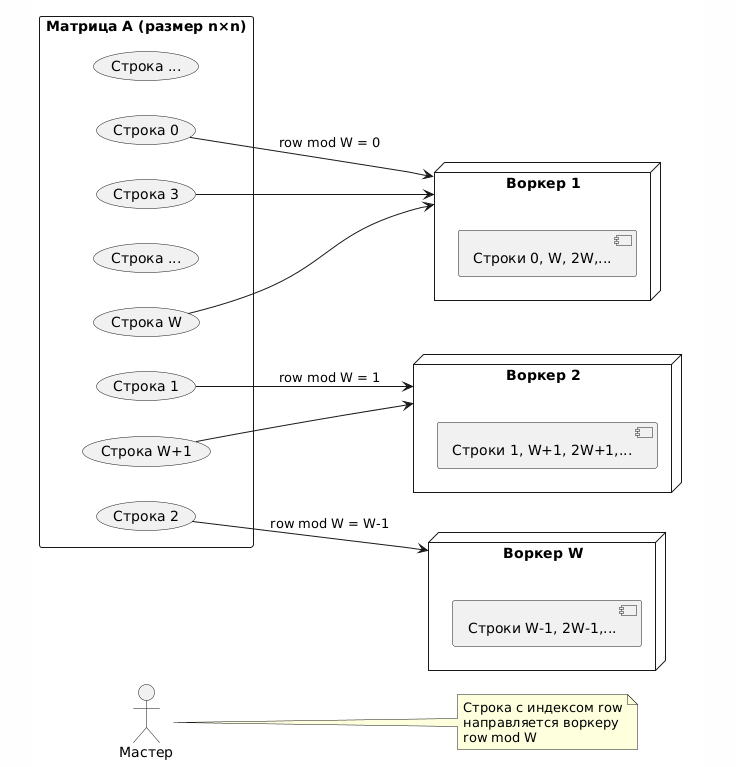 Матрица A (размер n×n)
Строка ...
Строка 0
row mod W = 0
Строка 3
Воркер 1
Строка ...
Строки 0, W, 2W,...
Строка W
Строка 1
row mod W = 1
Воркер 2
Строка W+1
Строки 1, W+1, 2W+1,...
Строка 2
row mod W = W-1
Воркер W
Строки W-1, 2W-1,...
Мастер
Строка с индексом row
направляется воркеру
row mod W